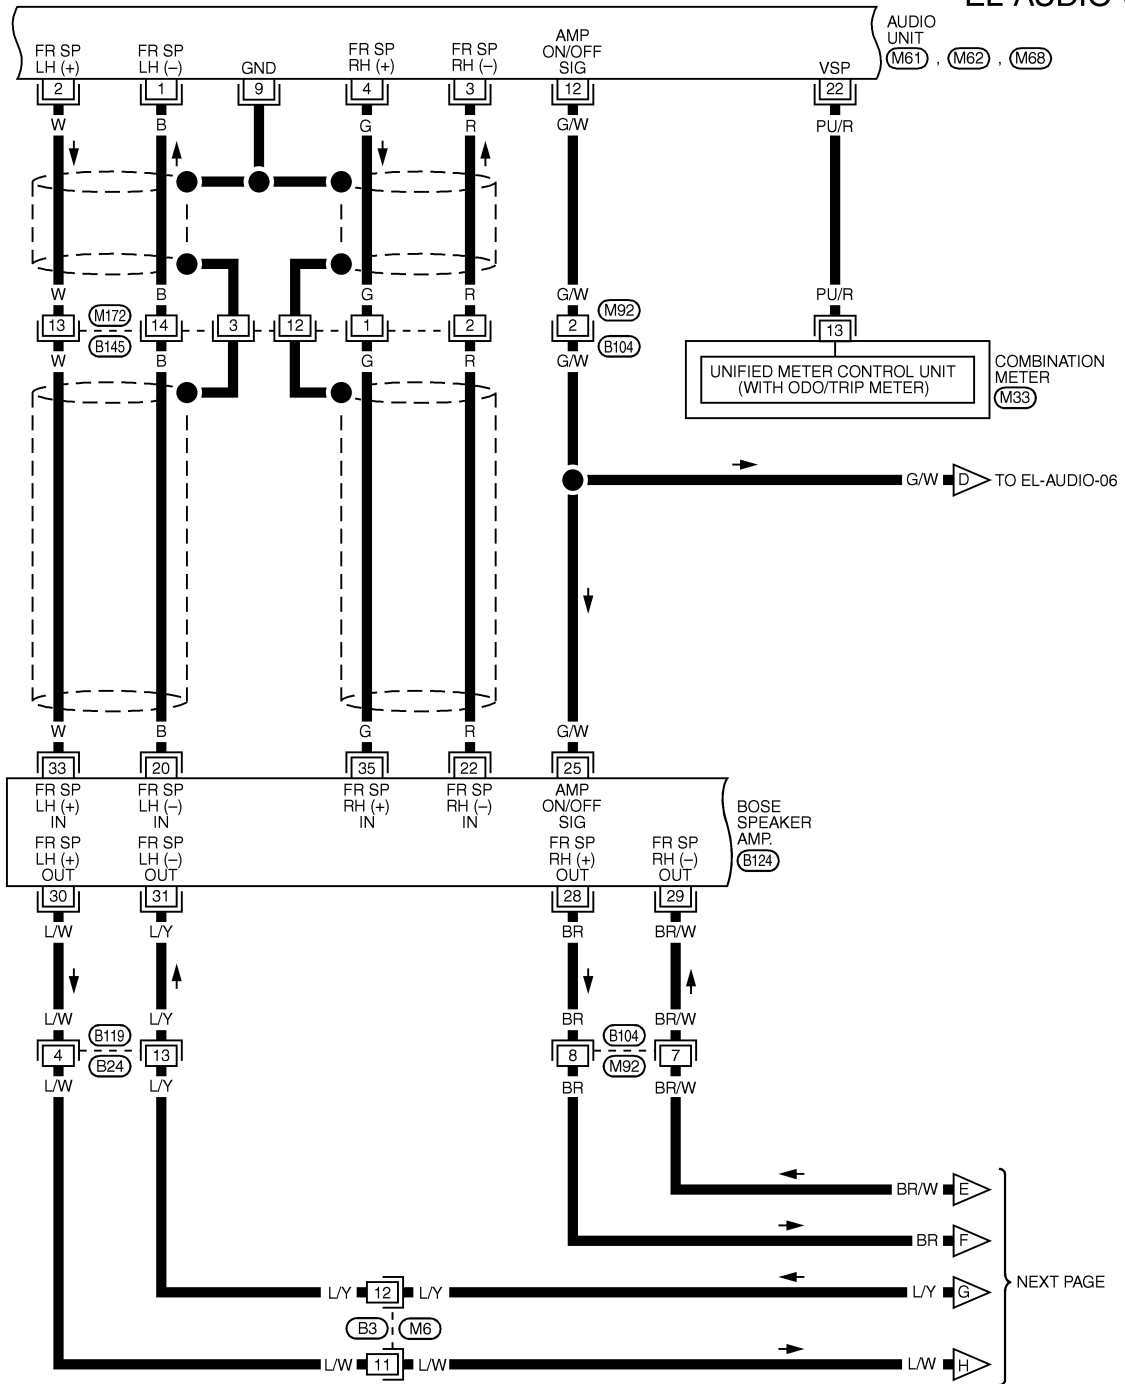 EL-AUDIO-
AUDIO
UNIT
M61 , M62 , M68
FR SP
LH (+)
FR SP
LH (–)
GND
FR SP
RH (+)
FR SP
RH (–)
AMP
ON/OFF
SIG
VSP
2 1 9 4 3 12 22
W B G R G/W PU/R
W B G R G/W PU/R
13 M172 14 3 12 1 2 M92 2 13
B145 B104
W B G R G/W
UNIFIED METER CONTROL UNIT
(WITH ODO/TRIP METER)
COMBINATION
METER
M33
G/W D TO EL-AUDIO-06
W B G R G/W
33 20 35 22 25
FR SP
LH (+)
IN
FR SP
LH (–)
IN
FR SP
RH (+)
IN
FR SP
RH (–)
IN
AMP
ON/OFF
SIG
BOSE
SPEAKER
AMP.
B124
FR SP
LH (+)
OUT
FR SP
LH (–)
OUT
FR SP
RH (+)
OUT
FR SP
RH (–)
OUT
30 31 28 29
L/W L/Y BR BR/W
L/W L/Y BR BR/W
4 B119 13 8 B104 7
B24 M92
L/W L/Y BR BR/W
BR/W E
BR F
NEXT PAGE
L/Y 12 L/Y L/Y G
B3 M6
L/W 11 L/W L/W H